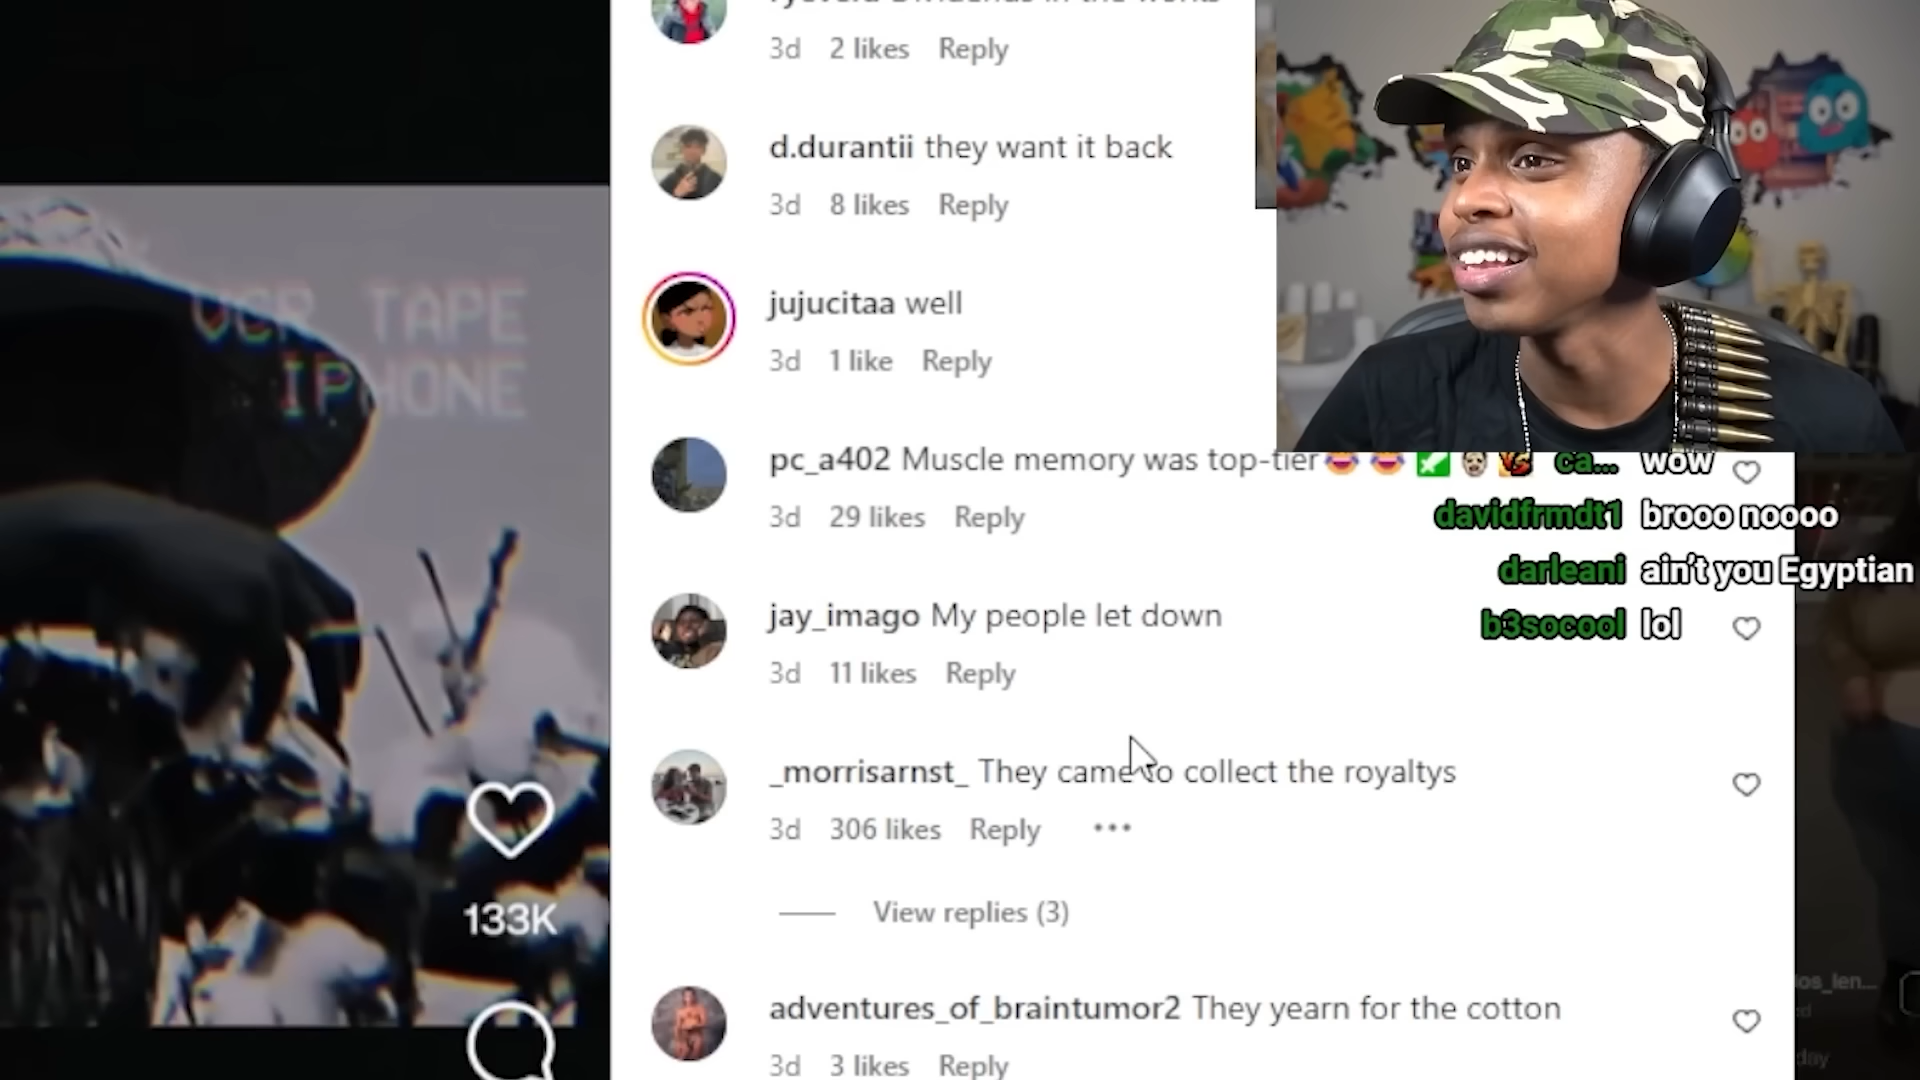 3d 2 likes Reply
d.durantii they want it back
3d 8 likes Reply
VCR TAPE
IPHONE
jujucitaa well
3d 1 like Reply
pc_a402 Muscle memory was top-tier
3d 29 likes Reply
ca... wow
davidfrmdt1 brooo noooo
darleani ain't you Egyptian
b3socool lol
jay_imago My people let down
3d 11 likes Reply
_morrisarnst_ They came to collect the royaltys
3d 306 likes Reply
View replies (3)
133K
adventures_of_braintumor2 They yearn for the cotton
3d 3 likes Reply